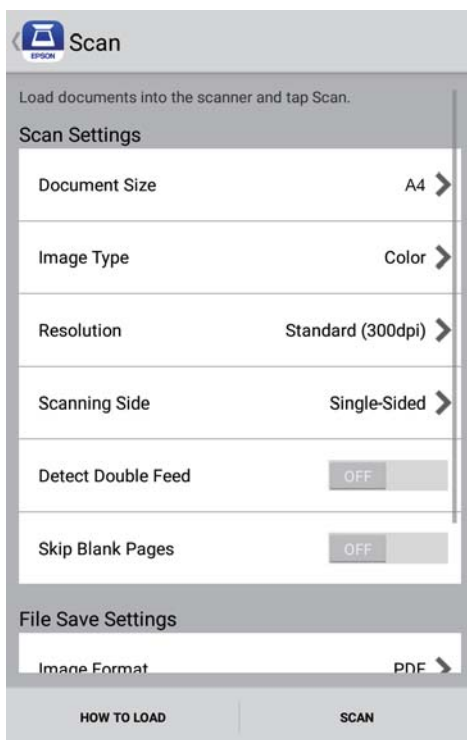 EPSON
Scan
Load documents into the scanner and tap Scan.
Scan Settings
Document Size A4
Image Type Color
Resolution Standard (300dpi)
Scanning Side Single-Sided
Detect Double Feed OFF
Skip Blank Pages OFF
File Save Settings
Image Format PDF
HOW TO LOAD SCAN